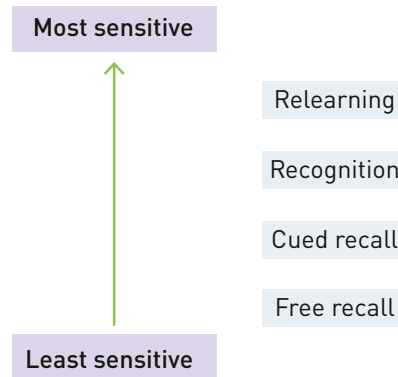 Most sensitive
Relearning
Recognition
Cued recall
Free recall
Least sensitive